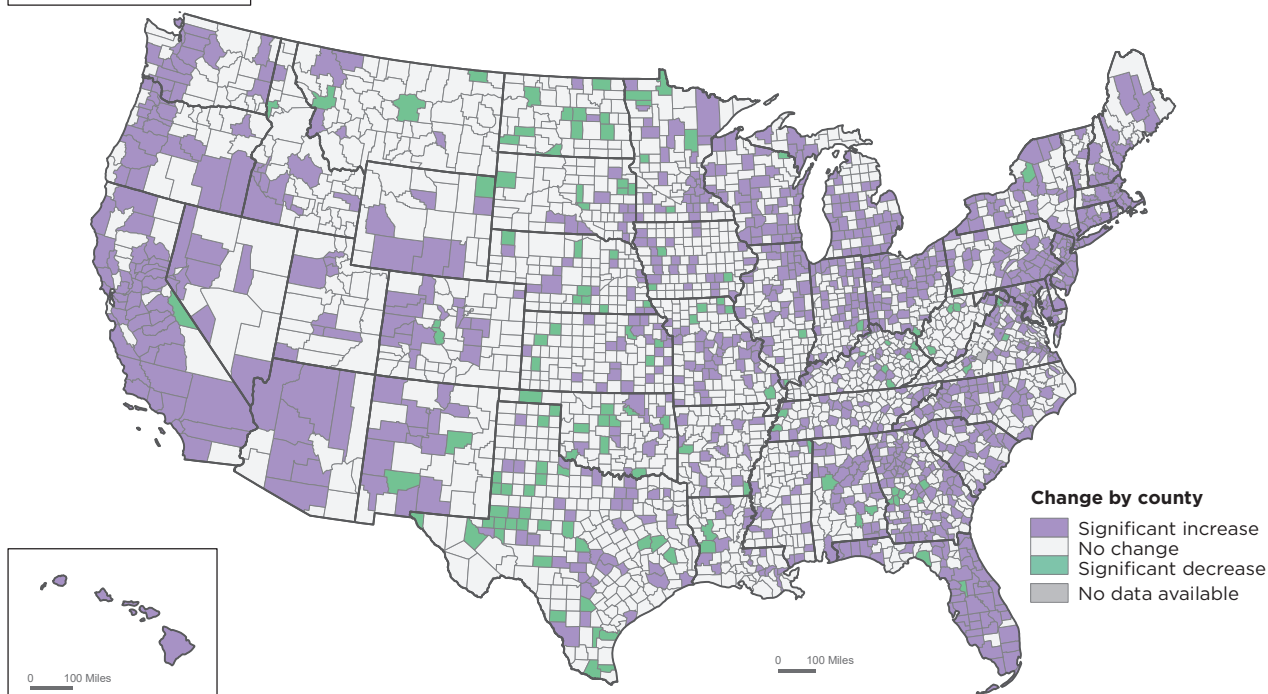 Change by county
Significant increase
No change
Significant decrease
No data available
0 100 Miles
0 100 Miles